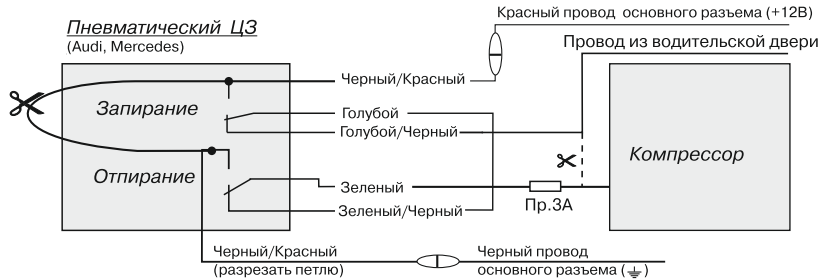 Красный провод основного разъема (+12В)
Пневматический ЦЗ
(Audi, Mercedes)
Провод из водительской двери
Черный/Красный
Запирание
Голубой
Голубой/Черный
Компрессор
Отпирание
Зеленый
Пр.3А
Зеленый/Черный
Черный/Красный
(разрезать петлю)
Черный провод
основного разъема (⏚)